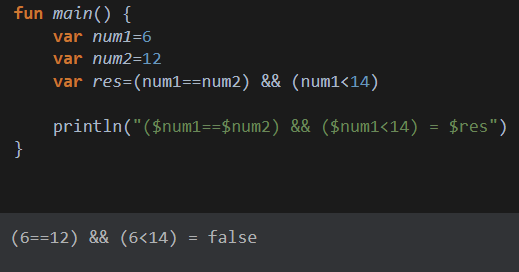 fun main() {
    var num1=6
    var num2=12
    var res=(num1==num2) && (num1<14)
    println("($num1==$num2) && ($num1<14) = $res")
}
(6==12) && (6<14) = false